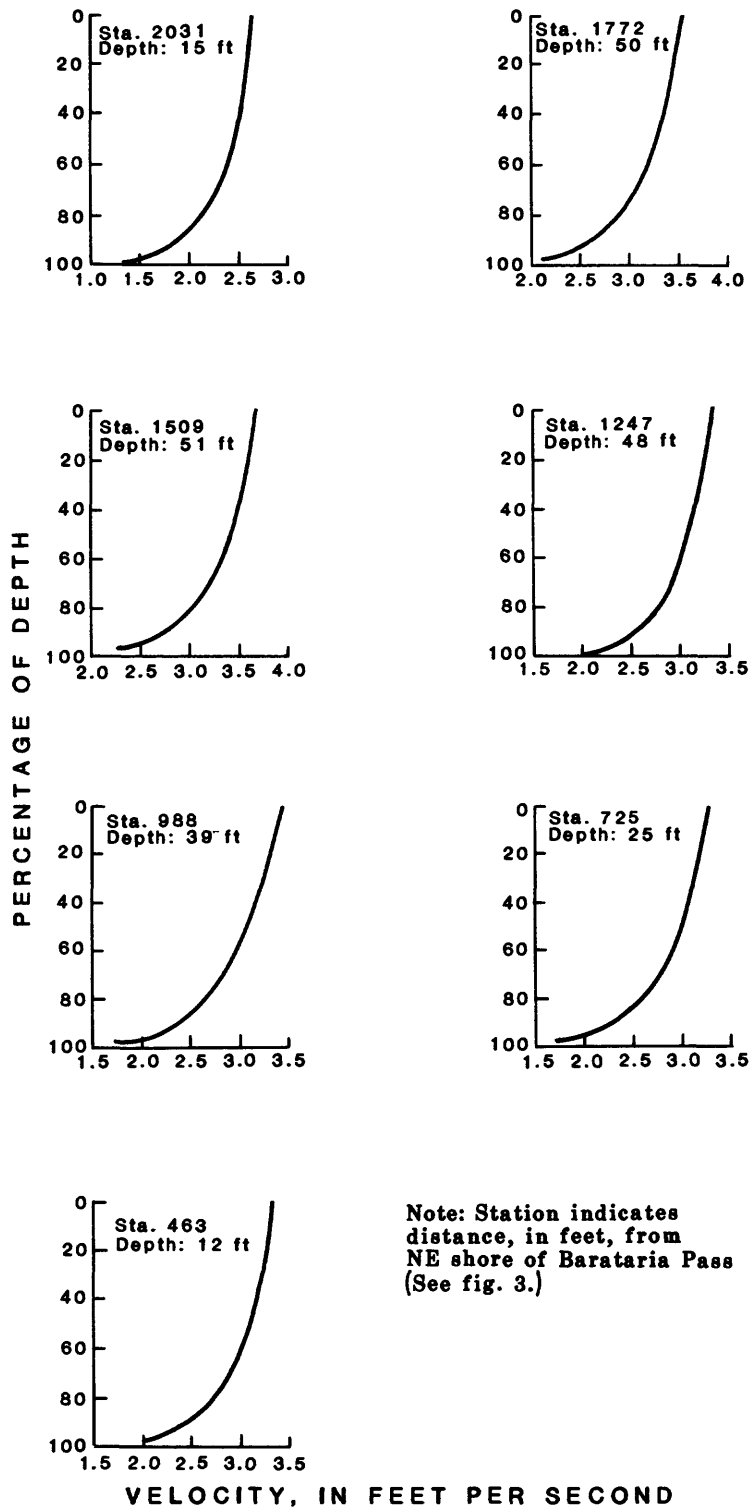 Sta. 2031
Depth: 15 ft
0
20
40
60
80
100
1.0 1.5 2.0 2.5 3.0
Sta. 1772
Depth: 50 ft
0
20
40
60
80
100
2.0 2.5 3.0 3.5 4.0
Sta. 1509
Depth: 51 ft
0
20
40
60
80
100
2.0 2.5 3.0 3.5 4.0
Sta. 1247
Depth: 48 ft
0
20
40
60
80
100
1.5 2.0 2.5 3.0 3.5
Sta. 988
Depth: 39 ft
0
20
40
60
80
100
1.5 2.0 2.5 3.0 3.5
Sta. 725
Depth: 25 ft
0
20
40
60
80
100
1.5 2.0 2.5 3.0 3.5
Sta. 463
Depth: 12 ft
0
20
40
60
80
100
1.5 2.0 2.5 3.0 3.5
Note: Station indicates
distance, in feet, from
NE shore of Barataria Pass
(See fig. 3.)
PERCENTAGE OF DEPTH
VELOCITY, IN FEET PER SECOND